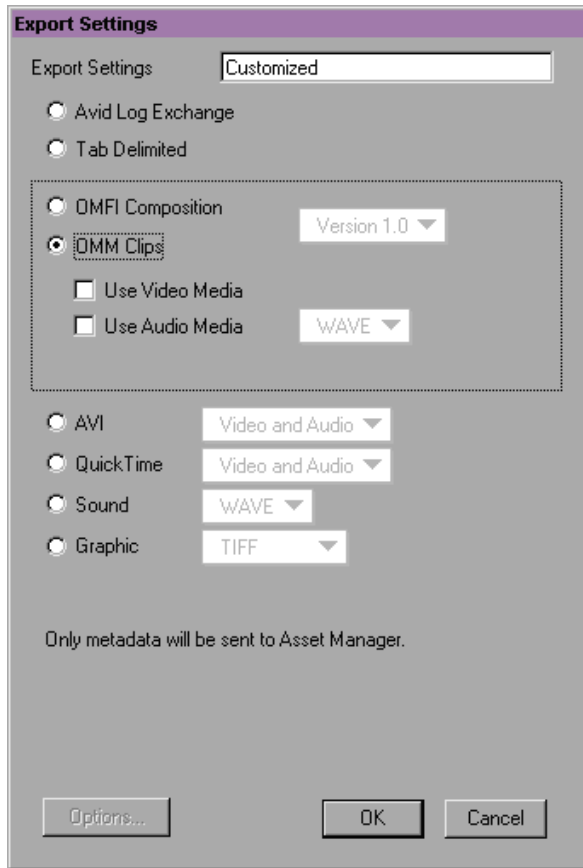 Export Settings
Export Settings Customized
Avid Log Exchange
Tab Delimited
OMFI Composition Version 1.0
OMM Clips
Use Video Media
Use Audio Media WAVE
AVI Video and Audio
QuickTime Video and Audio
Sound WAVE
Graphic TIFF
Only metadata will be sent to Asset Manager.
Options... OK Cancel